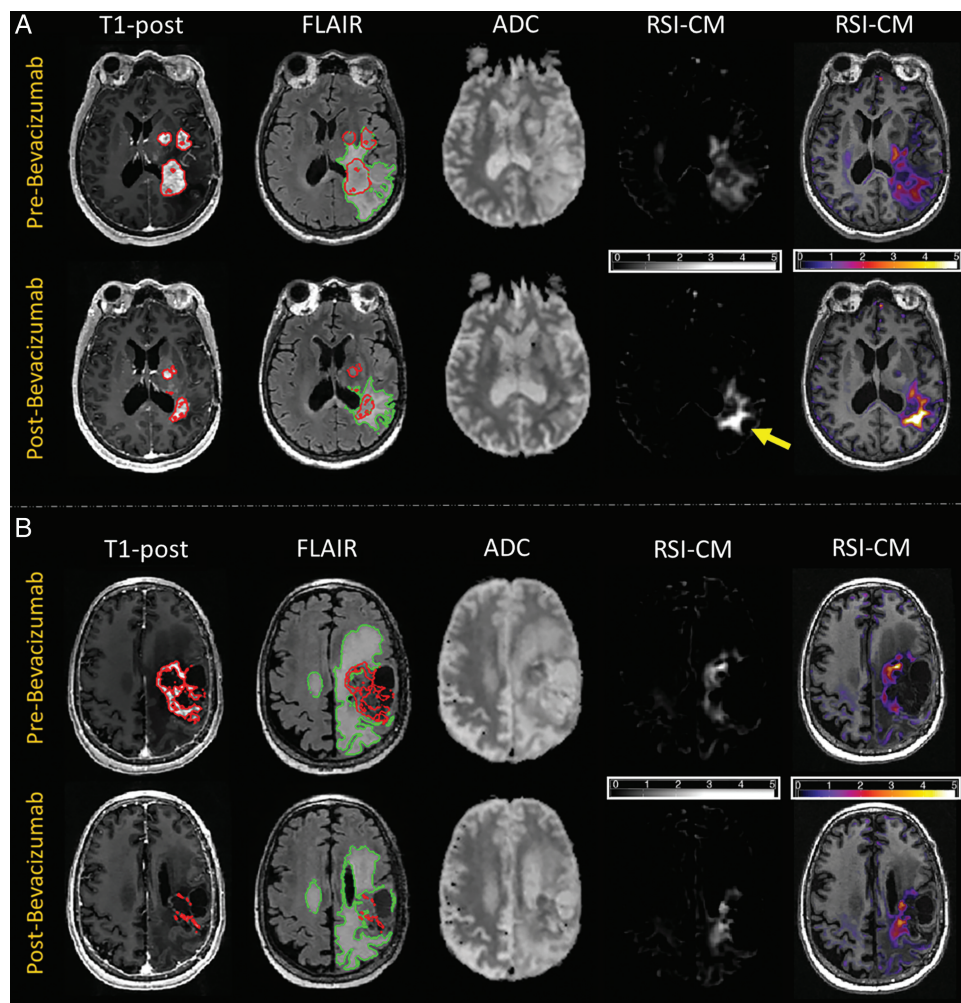 A
T1-post FLAIR ADC RSI-CM RSI-CM
Pre-Bevacizumab
0 1 2 3 4 5 0 1 2 3 4 5
Post-Bevacizumab
B
T1-post FLAIR ADC RSI-CM RSI-CM
Pre-Bevacizumab
0 1 2 3 4 5 0 1 2 3 4 5
Post-Bevacizumab